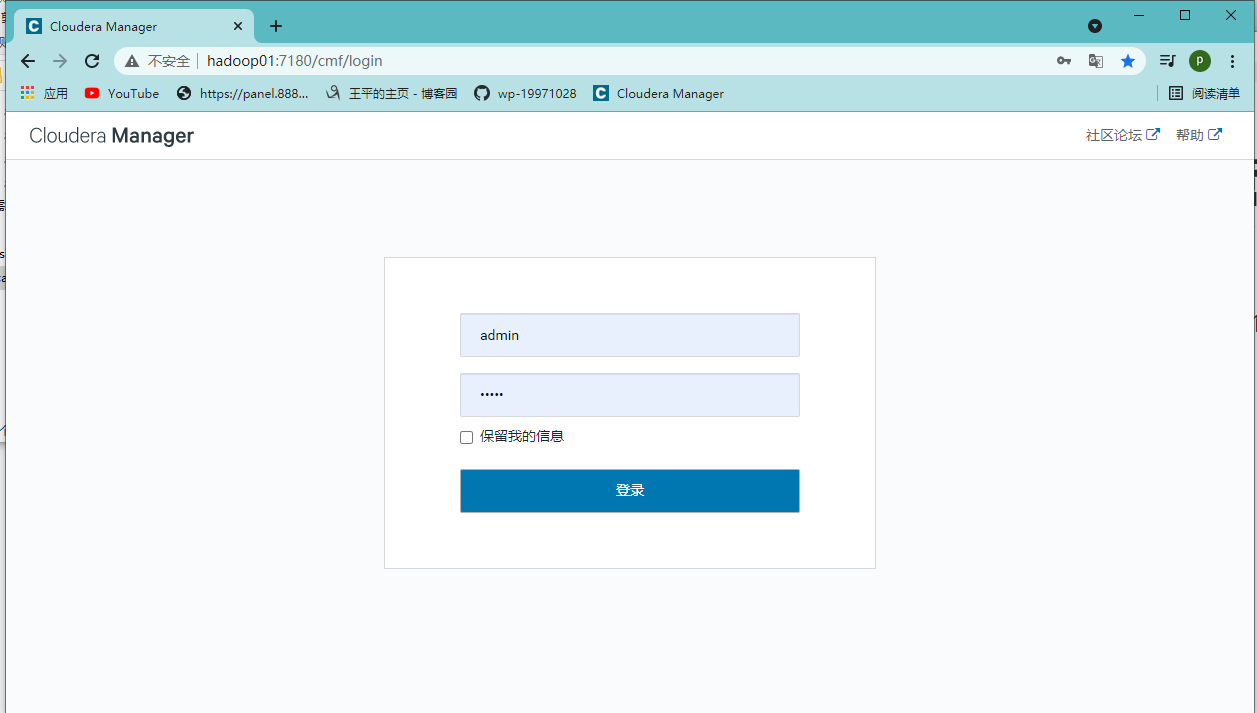 Cloudera Manager
不安全 hadoop01:7180/cmf/login
P
应用 YouTube https://panel.888... 王平的主页 - 博客园 wp-19971028 Cloudera Manager 阅读清单
Cloudera Manager 社区论坛 帮助
admin
•••••
保留我的信息
登录